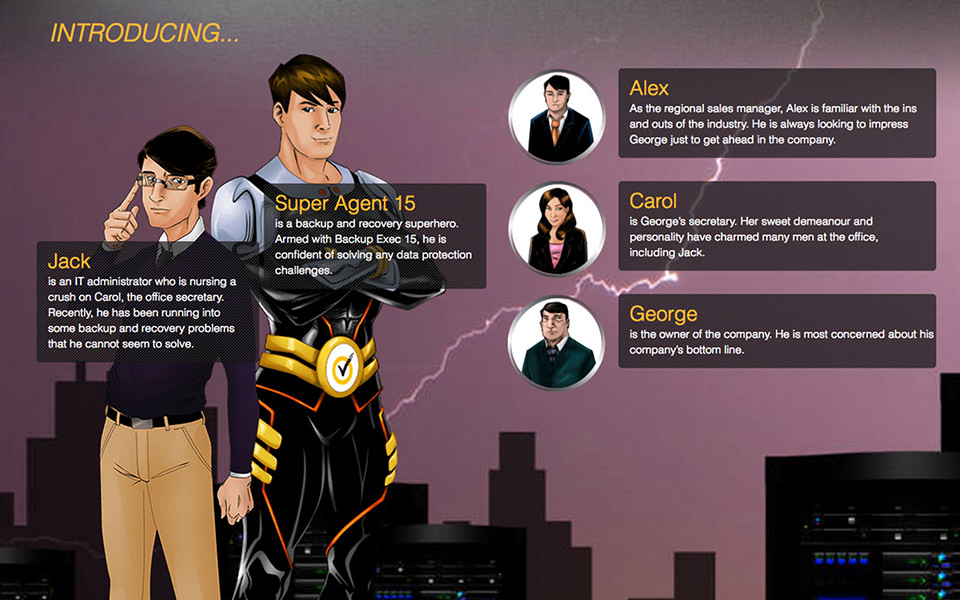 INTRODUCING...
Jack
is an IT administrator who is nursing a
crush on Carol, the office secretary.
Recently, he has been running into
some backup and recovery problems
that he cannot seem to solve.
Super Agent 15
is a backup and recovery superhero.
Armed with Backup Exec 15, he is
confident of solving any data protection
challenges.
Alex
As the regional sales manager, Alex is familiar with the ins
and outs of the industry. He is always looking to impress
George just to get ahead in the company.
Carol
is George's secretary. Her sweet demeanour and
personality have charmed many men at the office,
including Jack.
George
is the owner of the company. He is most concerned about his
company's bottom line.